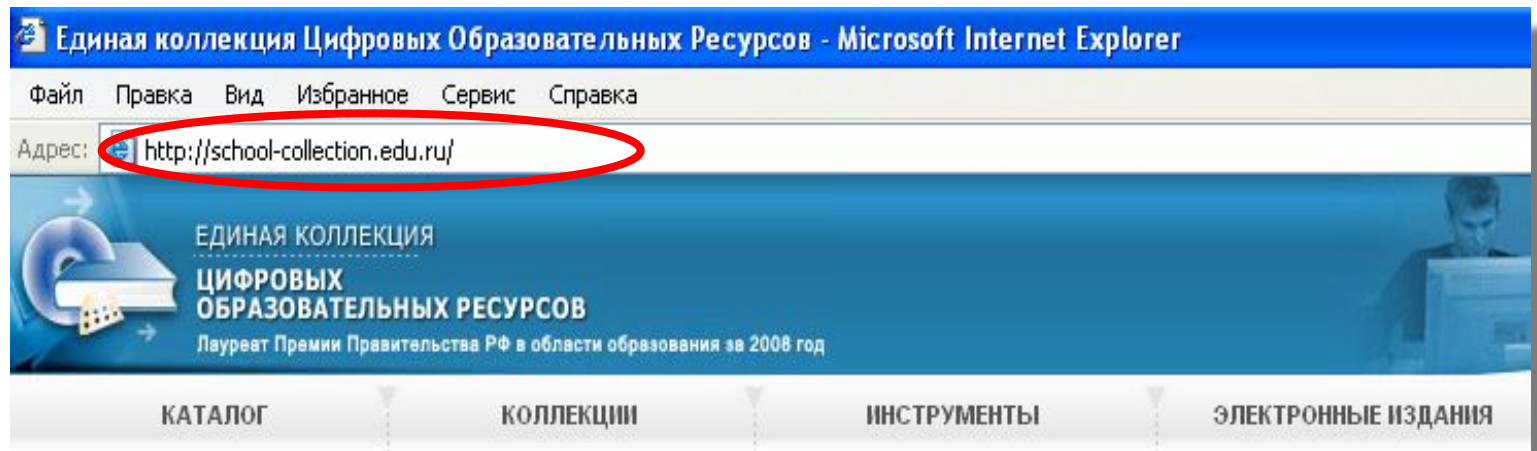 Единая коллекция Цифровых Образовательных Ресурсов - Microsoft Internet Explorer
Файл Правка Вид Избранное Сервис Справка
Адрес: http://school-collection.edu.ru/
ЕДИНАЯ КОЛЛЕКЦИЯ
ЦИФРОВЫХ
ОБРАЗОВАТЕЛЬНЫХ РЕСУРСОВ
Лауреат Премии Правительства РФ в области образования за 2008 год
КАТАЛОГ КОЛЛЕКЦИИ ИНСТРУМЕНТЫ ЭЛЕКТРОННЫЕ ИЗДАНИЯ